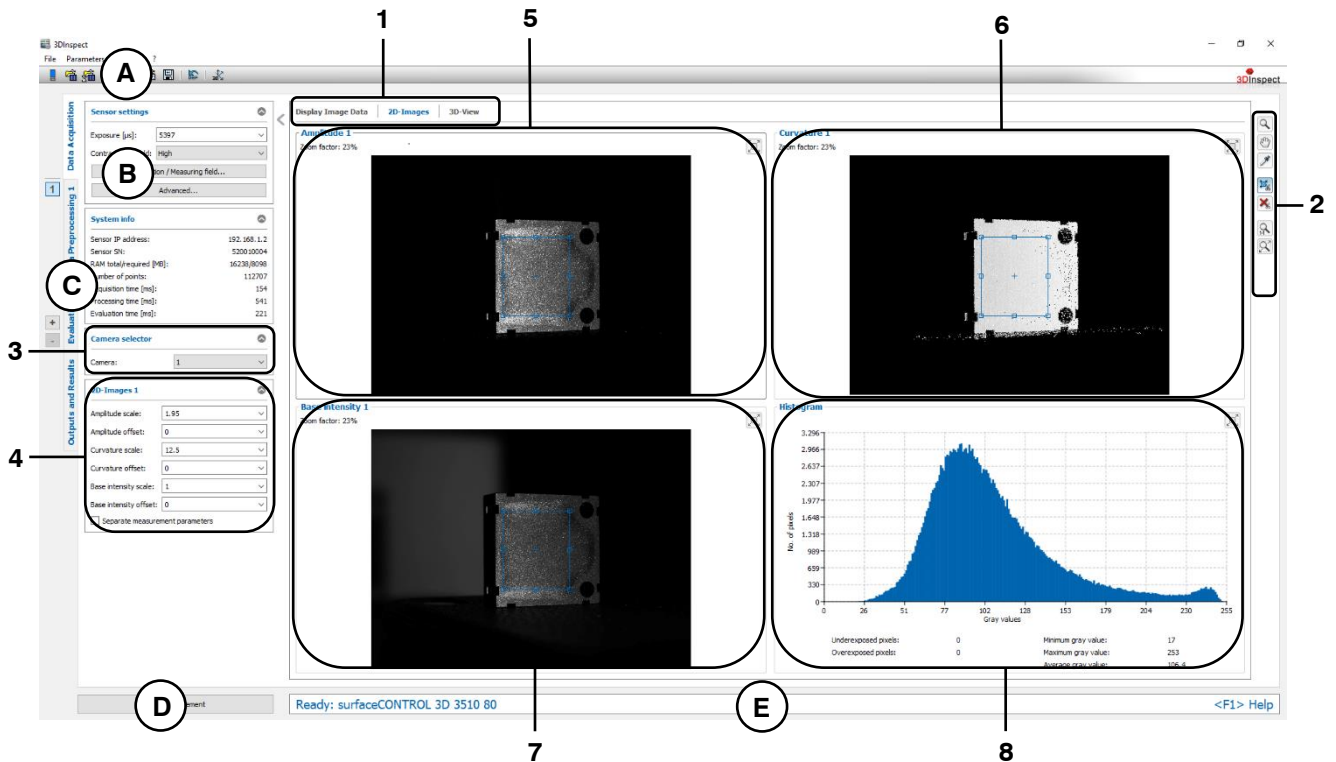 1
5
6
3DInspect
File Parameters ?
A
3DInspect
Data Acquisition
Preprocessing 1
Outputs and Results
1
+
-
Sensor settings
Exposure [µs]: 5397
High
B
/ Measuring field...
Advanced...
System info
Sensor IP address: 192.168.1.2
Sensor SN: 520010004
RAM total/required [MB]: 16238/8098
of points: 112707
time [ms]: 154
Processing time [ms]: 541
Evaluation time [ms]: 221
C
3
Camera selector
Camera: 1
4
2D-Images 1
Amplitude scale: 1.95
Amplitude offset: 0
Curvature scale: 12.5
Curvature offset: 0
Base intensity scale: 1
Base intensity offset: 0
Separate measurement parameters
Display Image Data 2D-Images 3D-View
Amplitude 1
Zoom factor: 23%
Curvature 1
Zoom factor: 23%
2
Base intensity 1
Zoom factor: 23%
Histogram
No. of pixels
3.296
2.966
2.637
2.307
1.977
1.648
1.318
989
659
330
0
0 26 51 77 102 128 153 179 204 230 255
Gray values
Underexposed pixels: 0 Minimum gray value: 17
Overexposed pixels: 0 Maximum gray value: 253
Average gray value: 106.4
D
Ready: surfaceCONTROL 3D 3510 80
E
<F1> Help
7
8